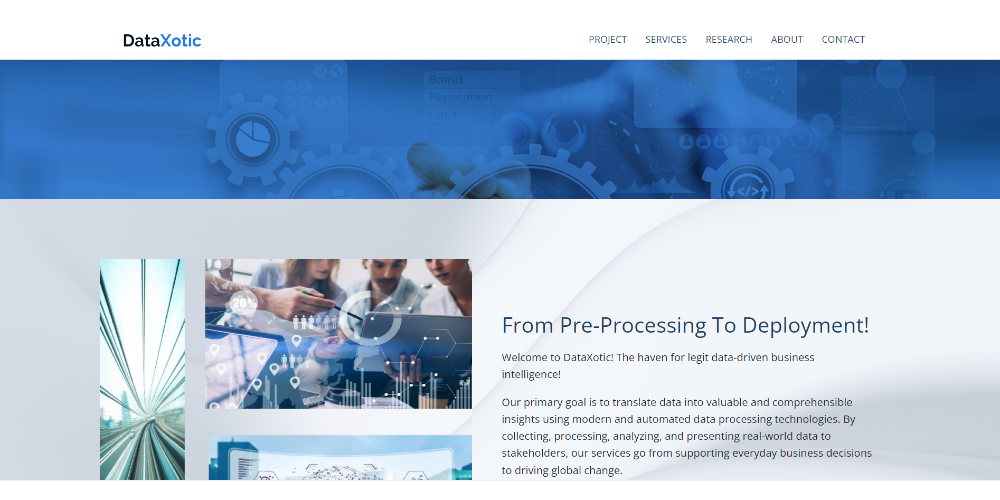 DataXotic
PROJECT SERVICES RESEARCH ABOUT CONTACT
Brand
Reputation
CRM
</>
20%
From Pre-Processing To Deployment!
Welcome to DataXotic! The haven for legit data-driven business
intelligence!
Our primary goal is to translate data into valuable and comprehensible
insights using modern and automated data processing technologies. By
collecting, processing, analyzing, and presenting real-world data to
stakeholders, our services go from supporting everyday business decisions
to driving global change.